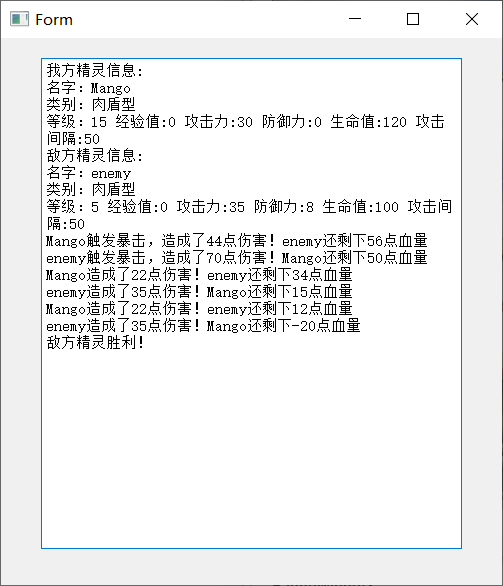 Form
我方精灵信息:
名字：Mango
类别：肉盾型
等级：15 经验值:0 攻击力:30 防御力:0 生命值:120 攻击
间隔:50
敌方精灵信息:
名字：enemy
类别：肉盾型
等级：5 经验值:0 攻击力:35 防御力:8 生命值:100 攻击间
隔:50
Mango触发暴击，造成了44点伤害！enemy还剩下56点血量
enemy触发暴击，造成了70点伤害！Mango还剩下50点血量
Mango造成了22点伤害！enemy还剩下34点血量
enemy造成了35点伤害！Mango还剩下15点血量
Mango造成了22点伤害！enemy还剩下12点血量
enemy造成了35点伤害！Mango还剩下-20点血量
敌方精灵胜利！